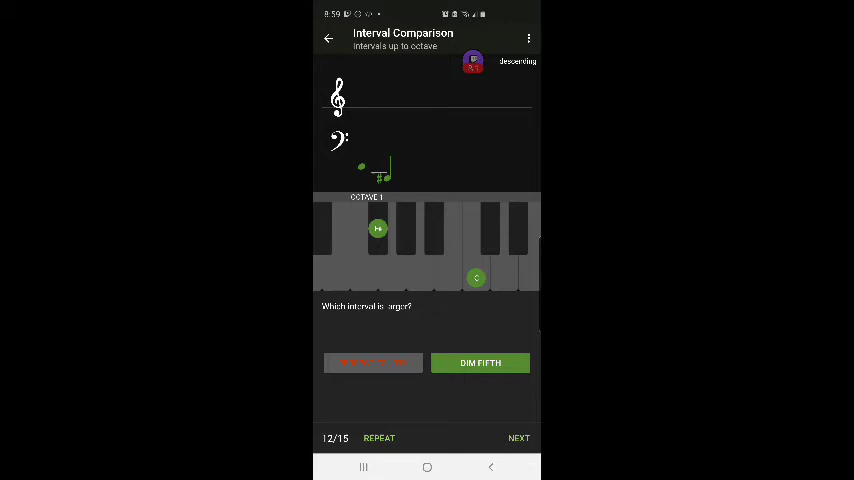 8:59
Interval Comparison
Intervals up to octave
descending
OCTAVE 1
F#
C
Which interval is larger?
DIM FIFTH
12/15 REPEAT NEXT